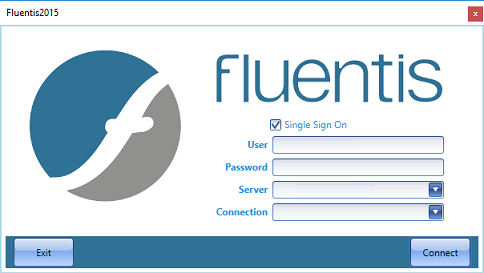 Fluentis2015
x
fluentis
Single Sign On
User
Password
Server
Connection
Exit
Connect